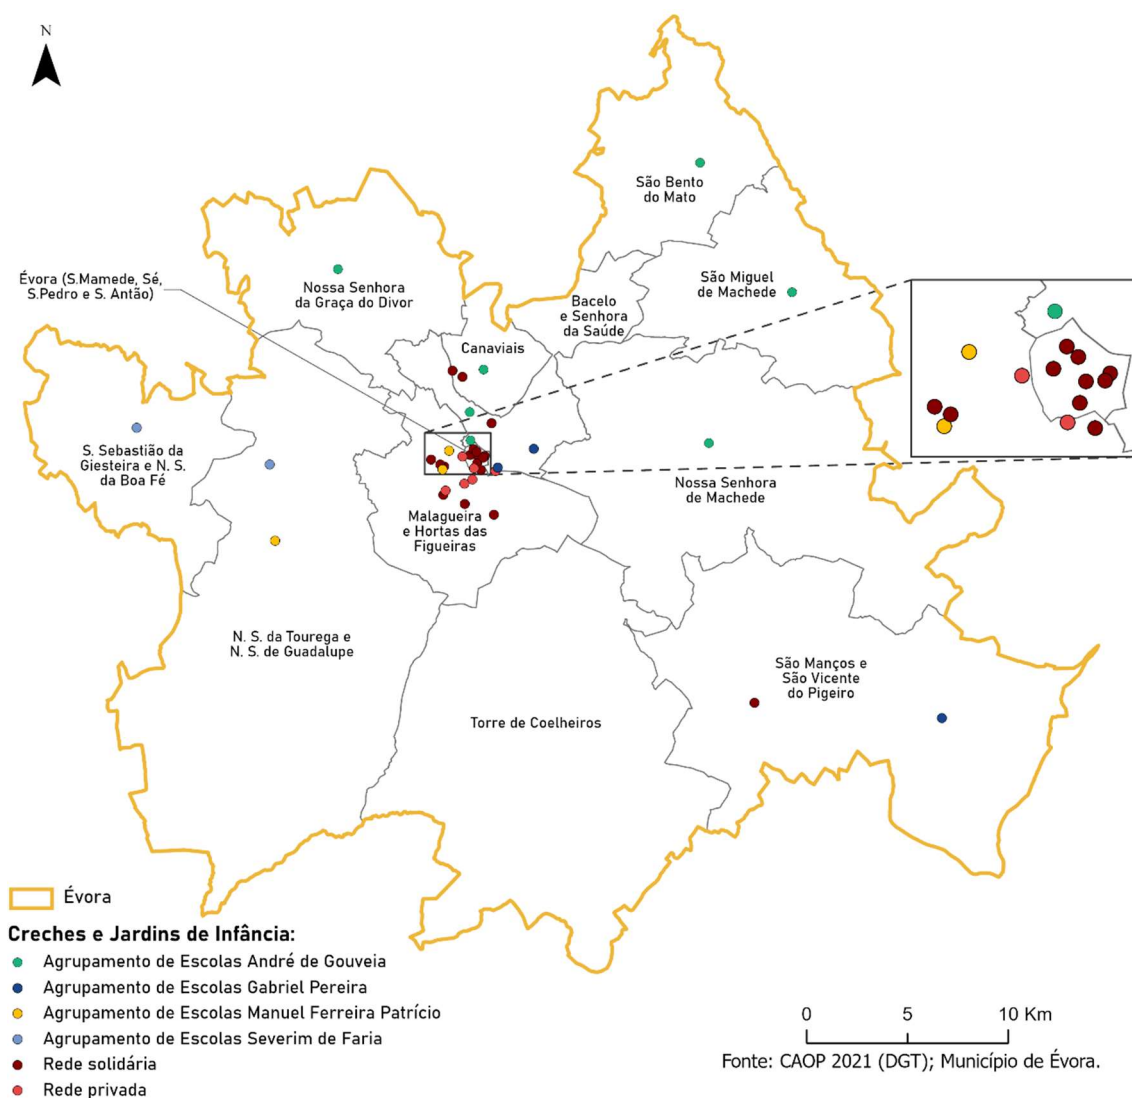 N
São Bento
do Mato
Évora (S.Mamede, Sé,
S.Pedro e S. Antão)
Nossa Senhora
da Graça do Divor
São Miguel
de Machede
Bacelo
e Senhora
da Saúde
Canaviais
S. Sebastião da
Giesteira e N. S.
da Boa Fé
Nossa Senhora
de Machede
Malagueira
e Hortas das
Figueiras
N. S. da Tourega e
N. S. de Guadalupe
São Manços e
São Vicente
do Pigeiro
Torre de Coelheiros
Évora
Creches e Jardins de Infância:
Agrupamento de Escolas André de Gouveia
Agrupamento de Escolas Gabriel Pereira
Agrupamento de Escolas Manuel Ferreira Patrício
Agrupamento de Escolas Severim de Faria
Rede solidária
Rede privada
0 5 10 Km
Fonte: CAOP 2021 (DGT); Município de Évora.